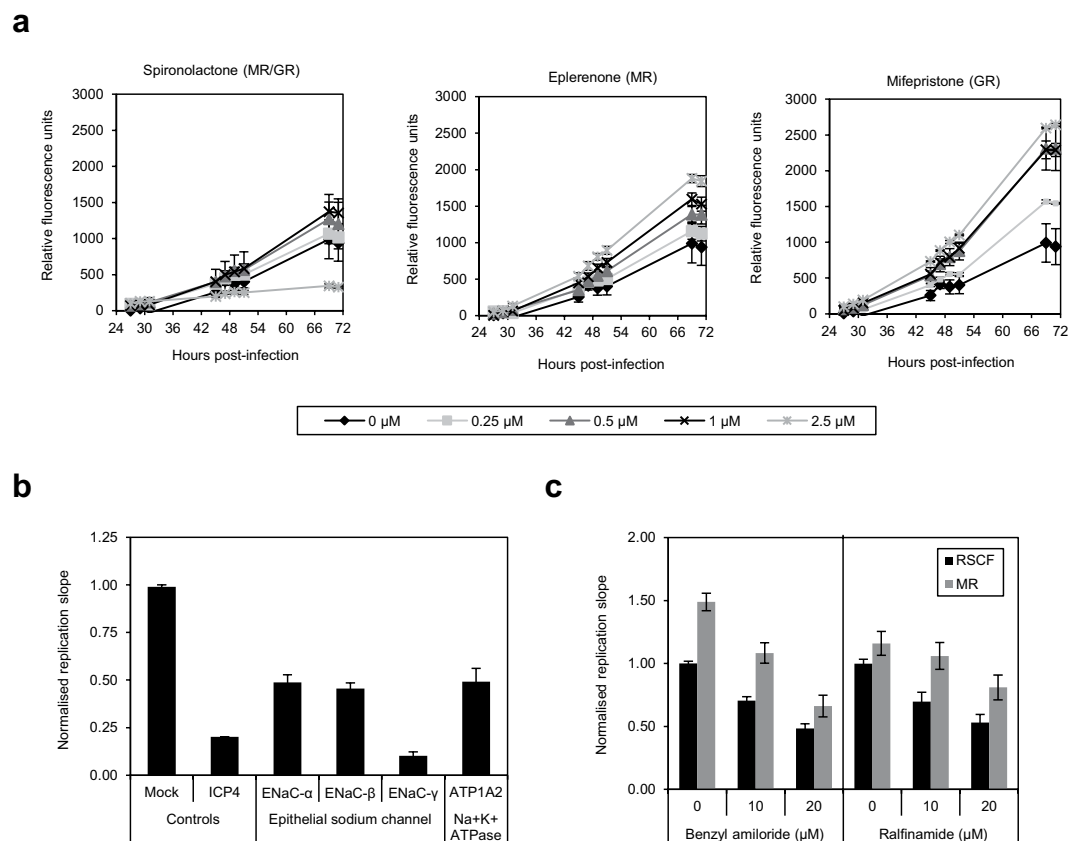 a
Spironolactone (MR/GR)
Eplerenone (MR)
Mifepristone (GR)
Relative fluorescence units
3000
2500
2000
1500
1000
500
0
24 30 36 42 48 54 60 66 72
Hours post-infection
Relative fluorescence units
3000
2500
2000
1500
1000
500
0
24 30 36 42 48 54 60 66 72
Hours post-infection
Relative fluorescence units
3000
2500
2000
1500
1000
500
0
24 30 36 42 48 54 60 66 72
Hours post-infection
0 µM 0.25 µM 0.5 µM 1 µM 2.5 µM
b
Normalised replication slope
1.25
1.00
0.75
0.50
0.25
0.00
Mock ICP4 ENaC-α ENaC-β ENaC-γ ATP1A2
Controls Epithelial sodium channel Na+K+
ATPase
c
Normalised replication slope
2.00
1.50
1.00
0.50
0.00
RSCF
MR
0 10 20 0 10 20
Benzyl amiloride (µM) Ralfinamide (µM)